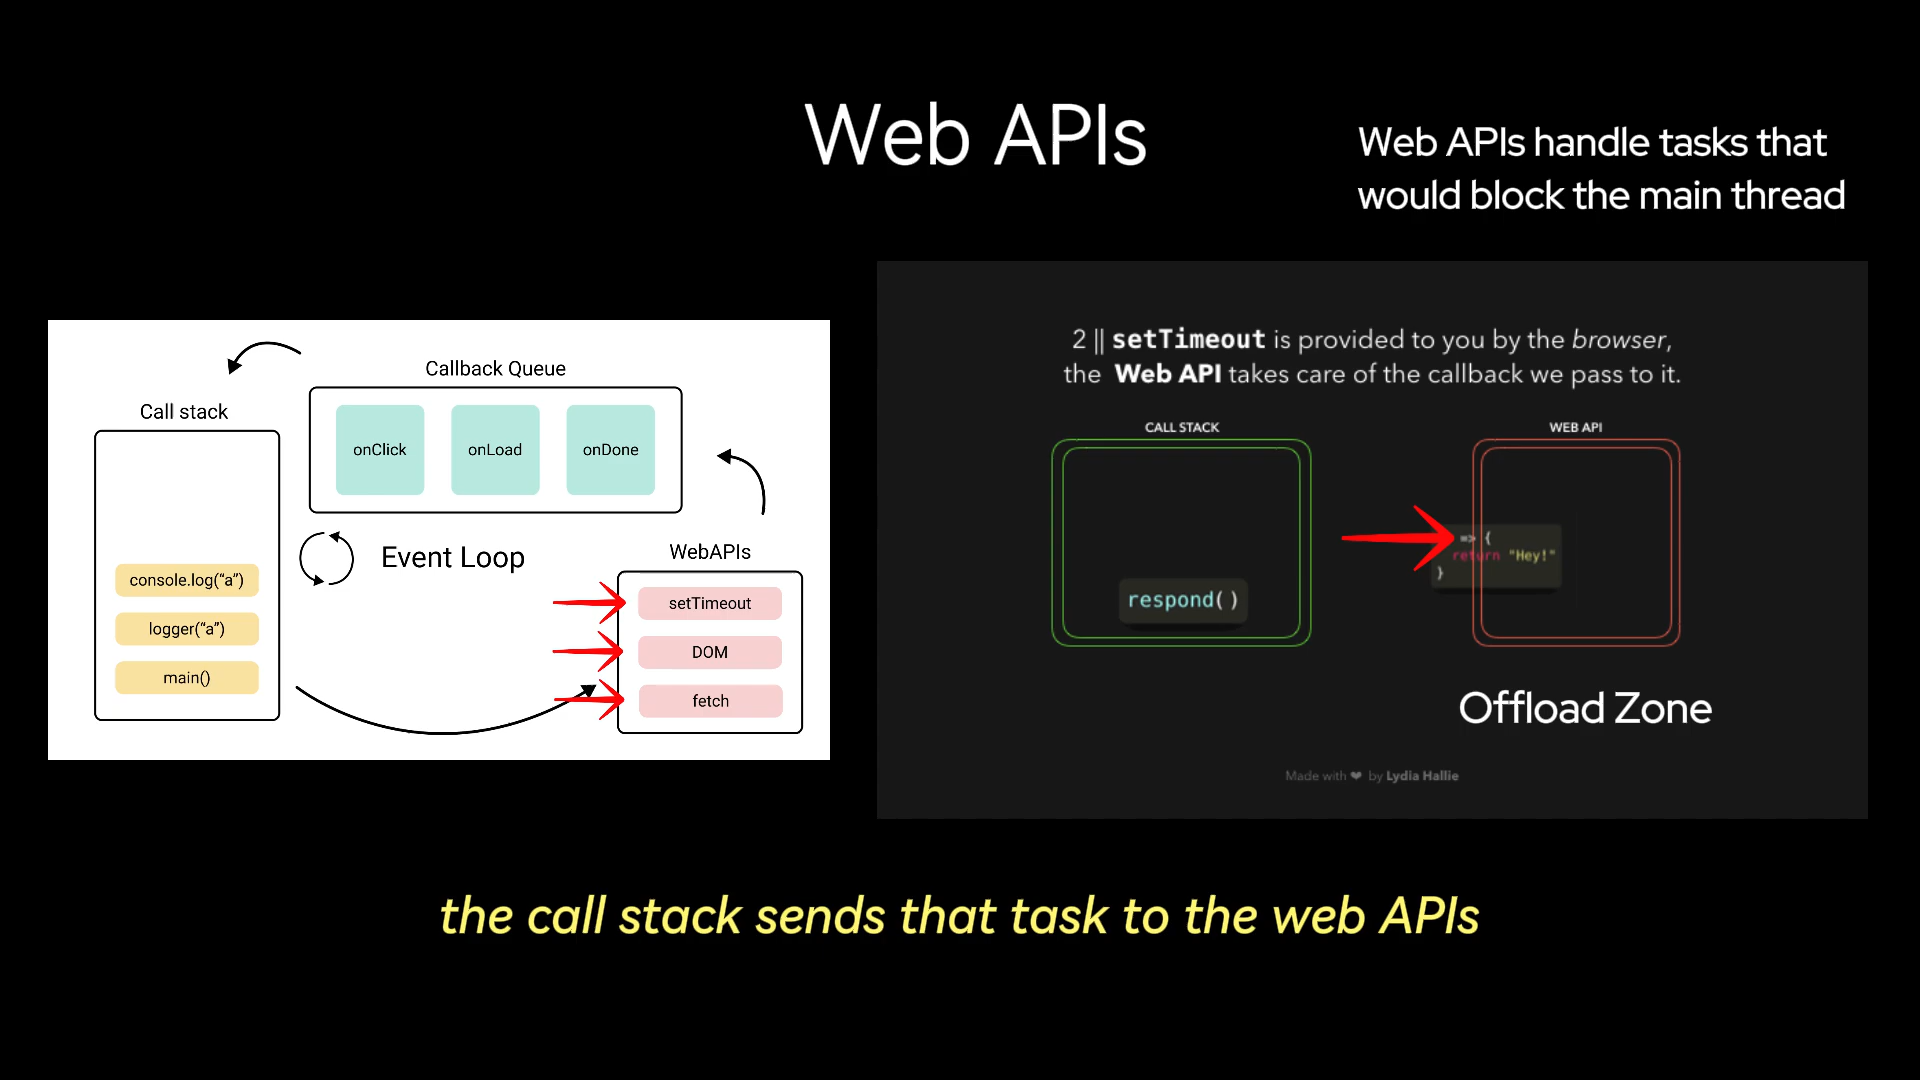 Web APIs
Web APIs handle tasks that
would block the main thread
Callback Queue
Call stack
onClick
onLoad
onDone
Event Loop
WebAPIs
console.log(“a”)
logger(“a”)
main()
setTimeout
DOM
fetch
2 || setTimeout is provided to you by the browser,
the Web API takes care of the callback we pass to it.
CALL STACK
WEB API
respond()
=> {
return "Hey!"
}
Offload Zone
Made with ❤ by Lydia Hallie
the call stack sends that task to the web APIs